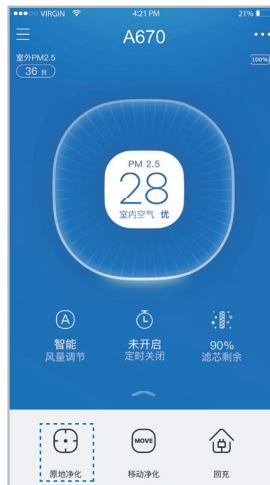 VIRGIN 4:21 PM 21%
A670
室外PM2.5
36 良
100%
PM 2.5
28
室内空气 优
A
智能
风量调节
未开启
定时关闭
90%
滤芯剩余
MOVE
原地净化
移动净化
回充